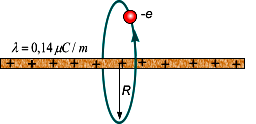 -e
λ = 0,14 μC / m
+ + + + + + + + + + +
R